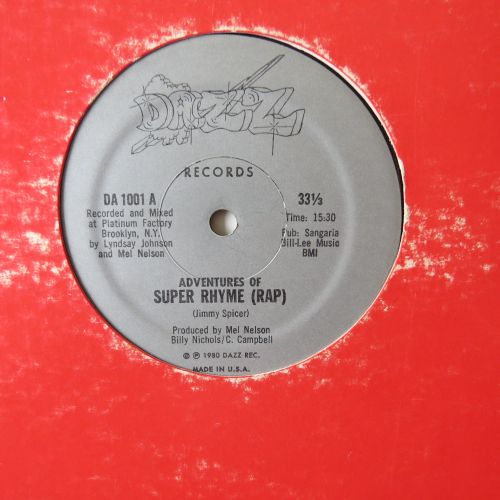 DAZZ
RECORDS
DA 1001 A
Recorded and Mixed
at Platinum Factory
Brooklyn, N.Y.
by Lyndsay Johnson
and Mel Nelson
33⅓
Time: 15:30
Pub: Sangaria
Bill-Lee Music
BMI
ADVENTURES OF
SUPER RHYME (RAP)
(Jimmy Spicer)
Produced by Mel Nelson
Billy Nichols/C. Campbell
© ℗ 1980 DAZZ REC.
MADE IN U.S.A.